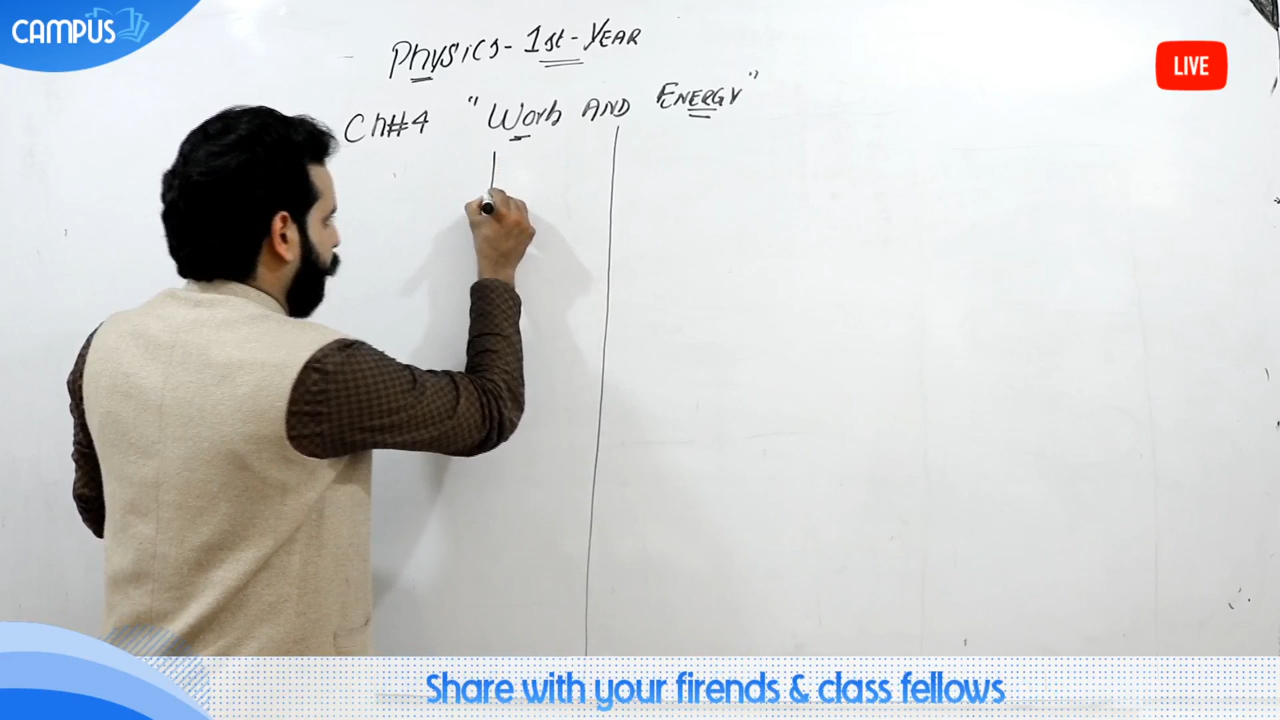 CAMPUS
LIVE
Physics-1st-YEAR
Ch#4 "Work AND ENERGY"
Share with your firends & class fellows